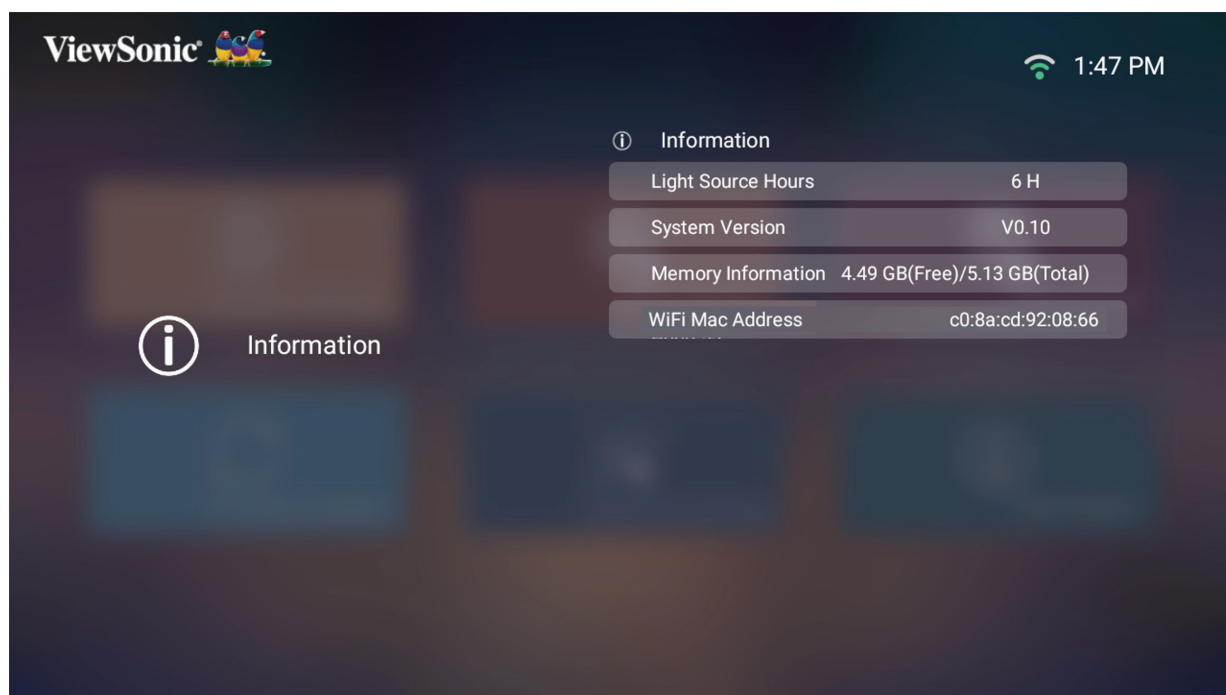 ViewSonic®
1:47 PM
Information
Light Source Hours 6 H
System Version V0.10
Memory Information 4.49 GB(Free)/5.13 GB(Total)
WiFi Mac Address c0:8a:cd:92:08:66
Information